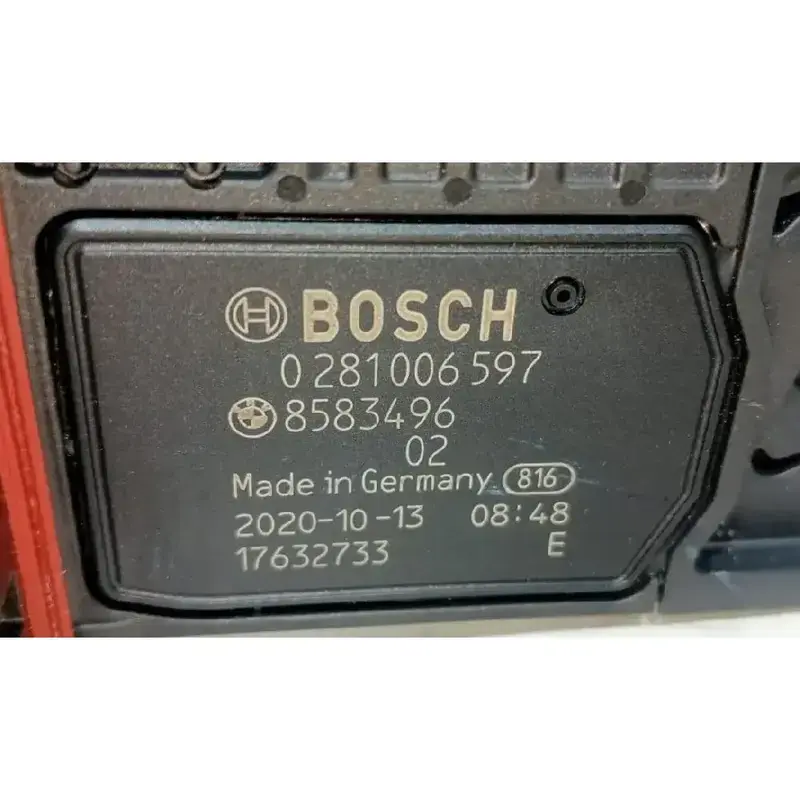 BOSCH
0 281 006 597
8583496
02
Made in Germany 816
2020-10-13 08:48
17632733 E